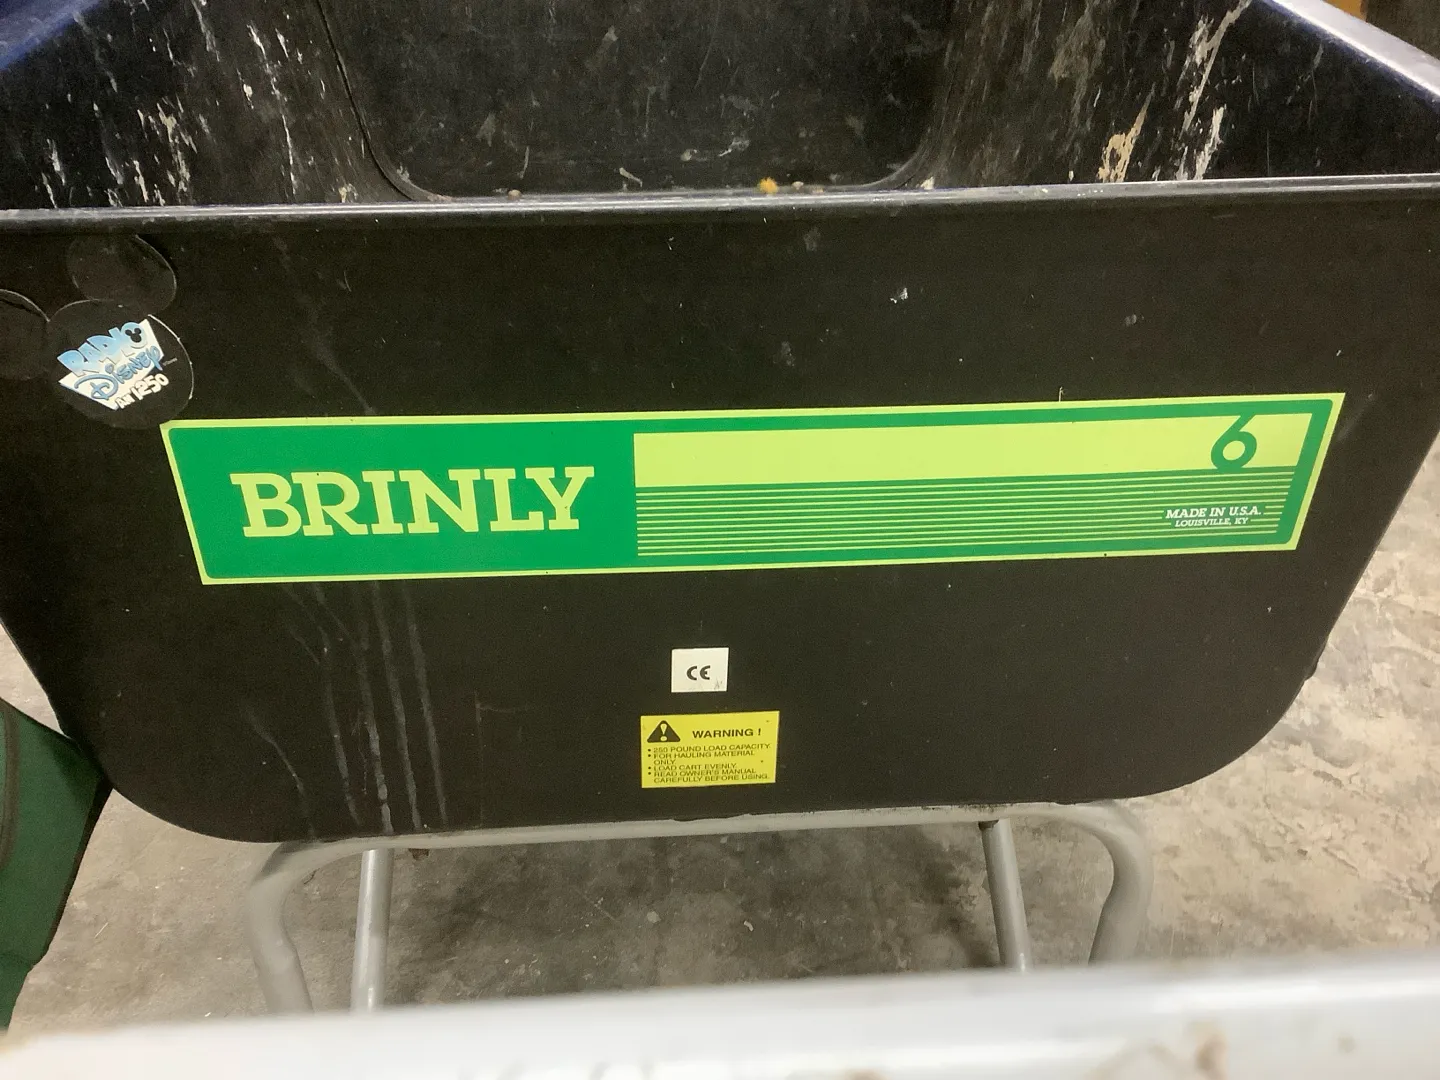 RADIO
DISNEY
AM 1250
BRINLY
6
MADE IN U.S.A.
LOUISVILLE, KY
CE
WARNING !
• 250 POUND LOAD CAPACITY.
• FOR HAULING MATERIAL
ONLY.
• LOAD CART EVENLY.
• READ OWNER'S MANUAL
CAREFULLY BEFORE USING.